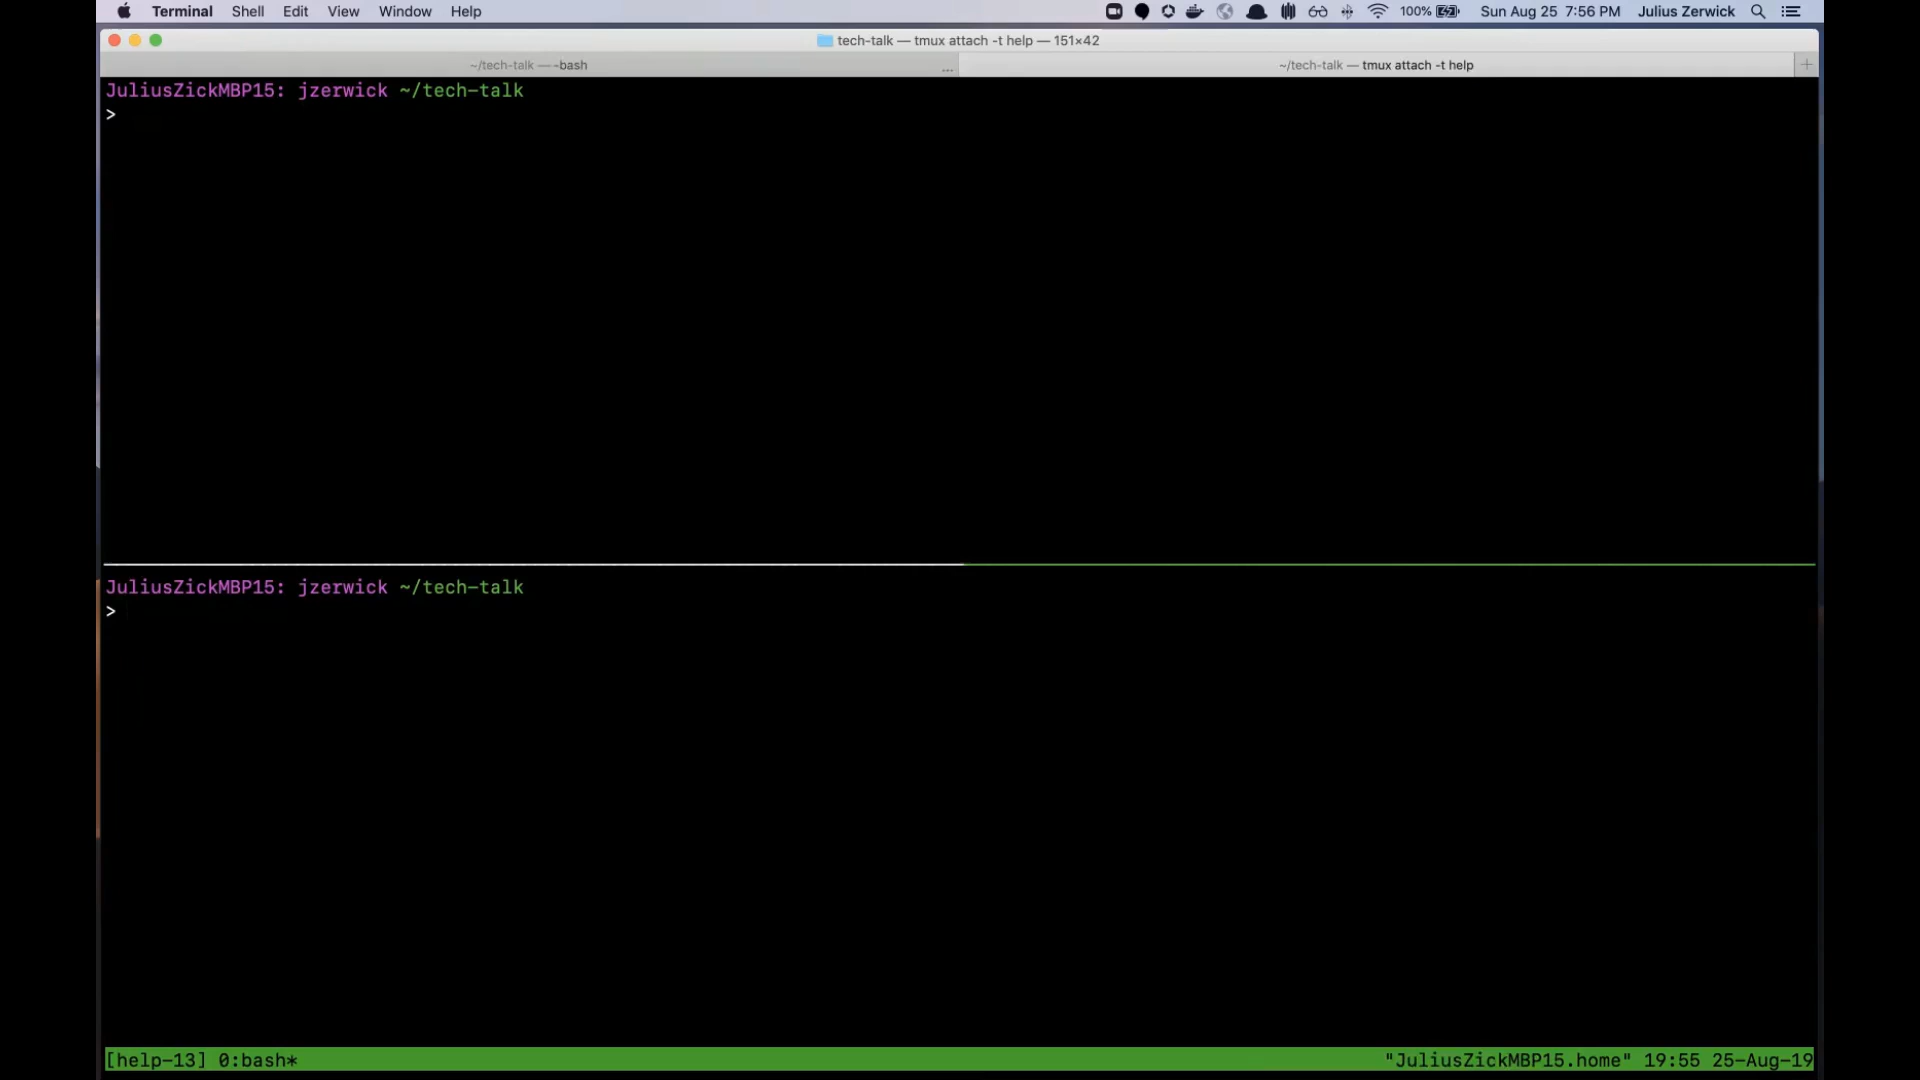 Terminal Shell Edit View Window Help 100% Sun Aug 25 7:56 PM Julius Zerwick
tech-talk — tmux attach -t help — 151×42
~/tech-talk — -bash ... ~/tech-talk — tmux attach -t help +
JuliusZickMBP15: jzerwick ~/tech-talk
>
JuliusZickMBP15: jzerwick ~/tech-talk
>
[help-13] 0:bash* "JuliusZickMBP15.home" 19:55 25-Aug-19